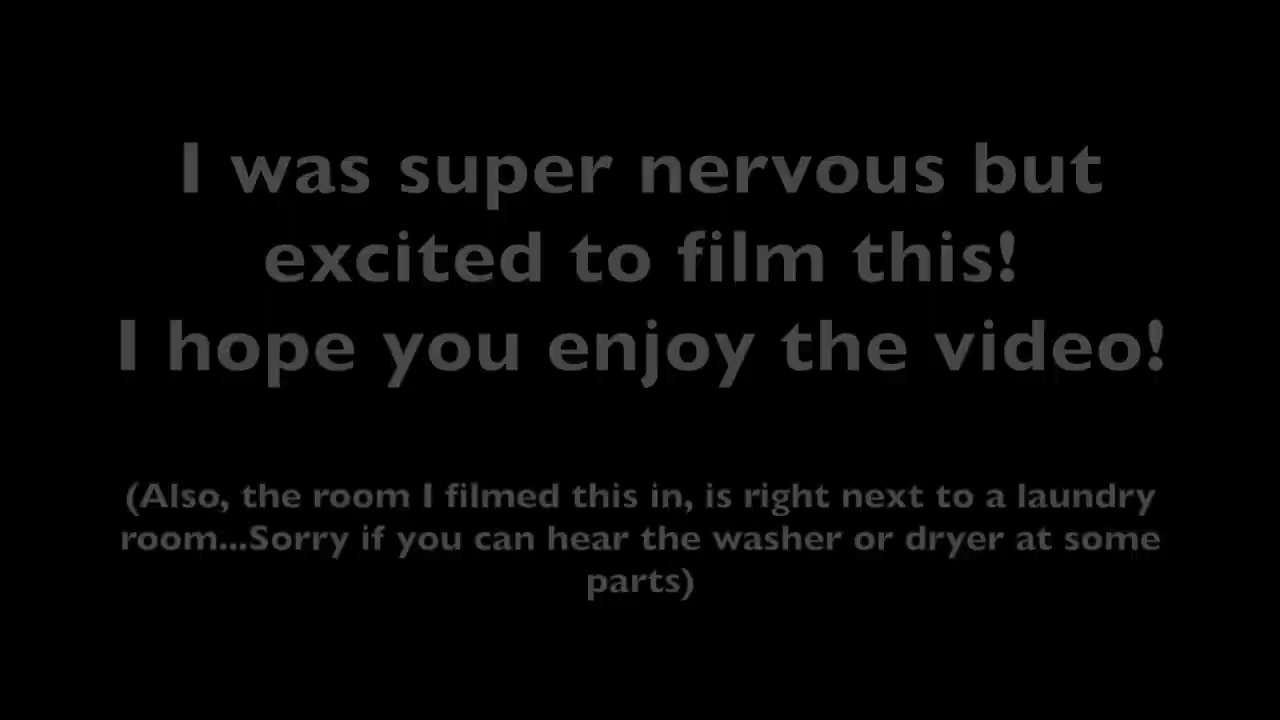 I was super nervous but
excited to film this!
I hope you enjoy the video!
(Also, the room I filmed this in, is right next to a laundry
room...Sorry if you can hear the washer or dryer at some
parts)